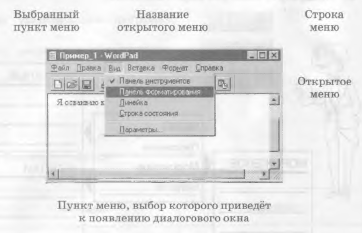 Выбранный пункт меню
Название открытого меню
Строка меню
Пример_1 - WordPad
Файл Правка Вид Вставка Формат Справка
Панель инструментов
Панель форматирования
Линейка
Строка состояния
Параметры...
Я осваиваю
Открытое меню
Пункт меню, выбор которого приведёт
к появлению диалогового окна